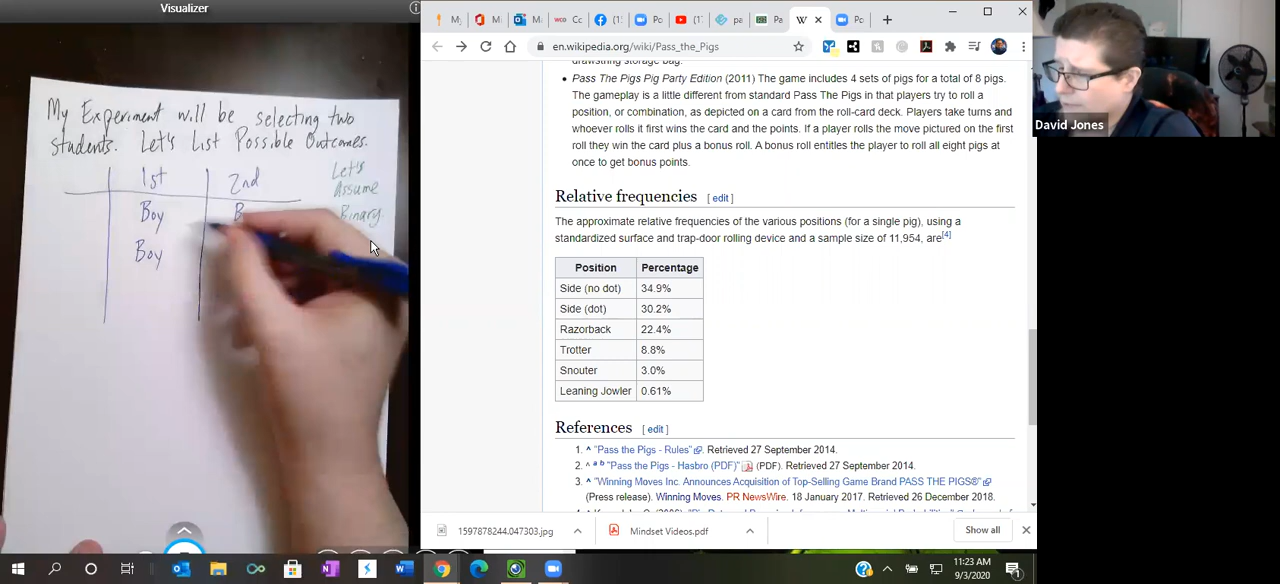 Visualizer
My Experiment will be selecting two
students. Let's List Possible Outcomes.
1st 2nd
Let's
Assume
Binary.
Boy B
Boy
en.wikipedia.org/wiki/Pass_the_Pigs
drawstring storage bag.
Pass The Pigs Pig Party Edition (2011) The game includes 4 sets of pigs for a total of 8 pigs.
The gameplay is a little different from standard Pass The Pigs in that players try to roll a
position, or combination, as depicted on a card from the roll-card deck. Players take turns and
whoever rolls it first wins the card and the points. If a player rolls the move pictured on the first
roll they win the card plus a bonus roll. A bonus roll entitles the player to roll all eight pigs at
once to get bonus points.
Relative frequencies [ edit ]
The approximate relative frequencies of the various positions (for a single pig), using a
standardized surface and trap-door rolling device and a sample size of 11,954, are[4]
Position Percentage
Side (no dot) 34.9%
Side (dot) 30.2%
Razorback 22.4%
Trotter 8.8%
Snouter 3.0%
Leaning Jowler 0.61%
References [ edit ]
1. ^ "Pass the Pigs - Rules". Retrieved 27 September 2014.
2. ^ a b "Pass the Pigs - Hasbro (PDF)" (PDF). Retrieved 27 September 2014.
3. ^ "Winning Moves Inc. Announces Acquisition of Top-Selling Game Brand PASS THE PIGS®"
(Press release). Winning Moves. PR NewsWire. 18 January 2017. Retrieved 26 December 2018.
1597878244.047303.jpg Mindset Videos.pdf Show all
David Jones
11:23 AM
9/3/2020